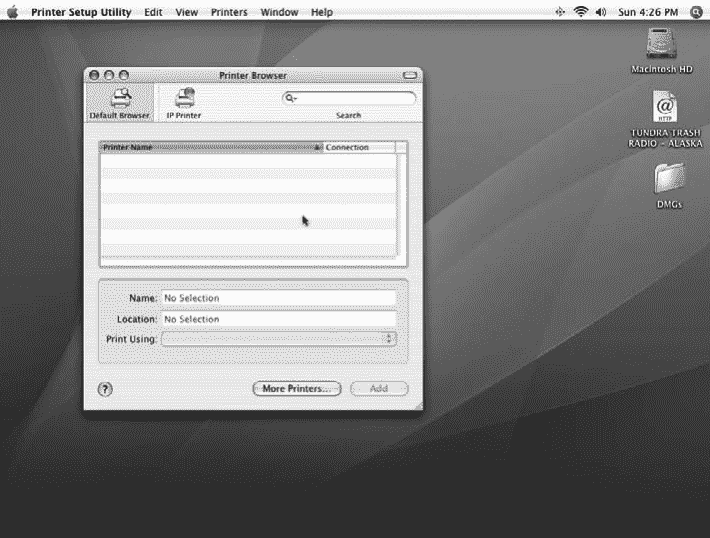 Printer Setup Utility Edit View Printers Window Help Sun 4:26 PM
Printer Browser
Default Browser IP Printer Search
Printer Name Connection
Name: No Selection
Location: No Selection
Print Using:
? More Printers... Add
Macintosh HD
HTTP
TUNDRA TRASH
RADIO - ALASKA
DMGs